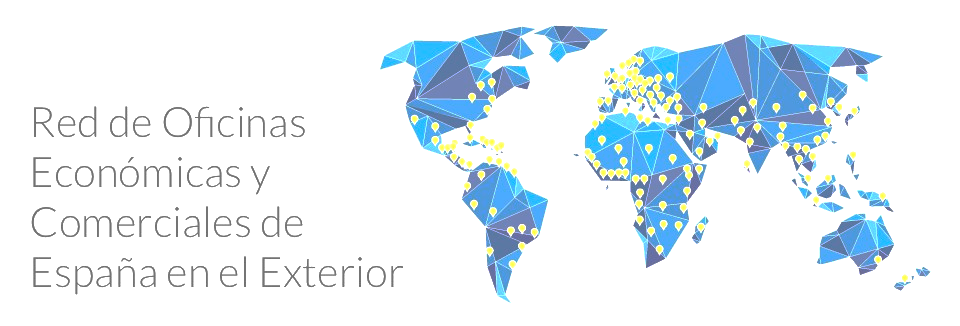 Red de Oficinas
Económicas y
Comerciales de
España en el Exterior